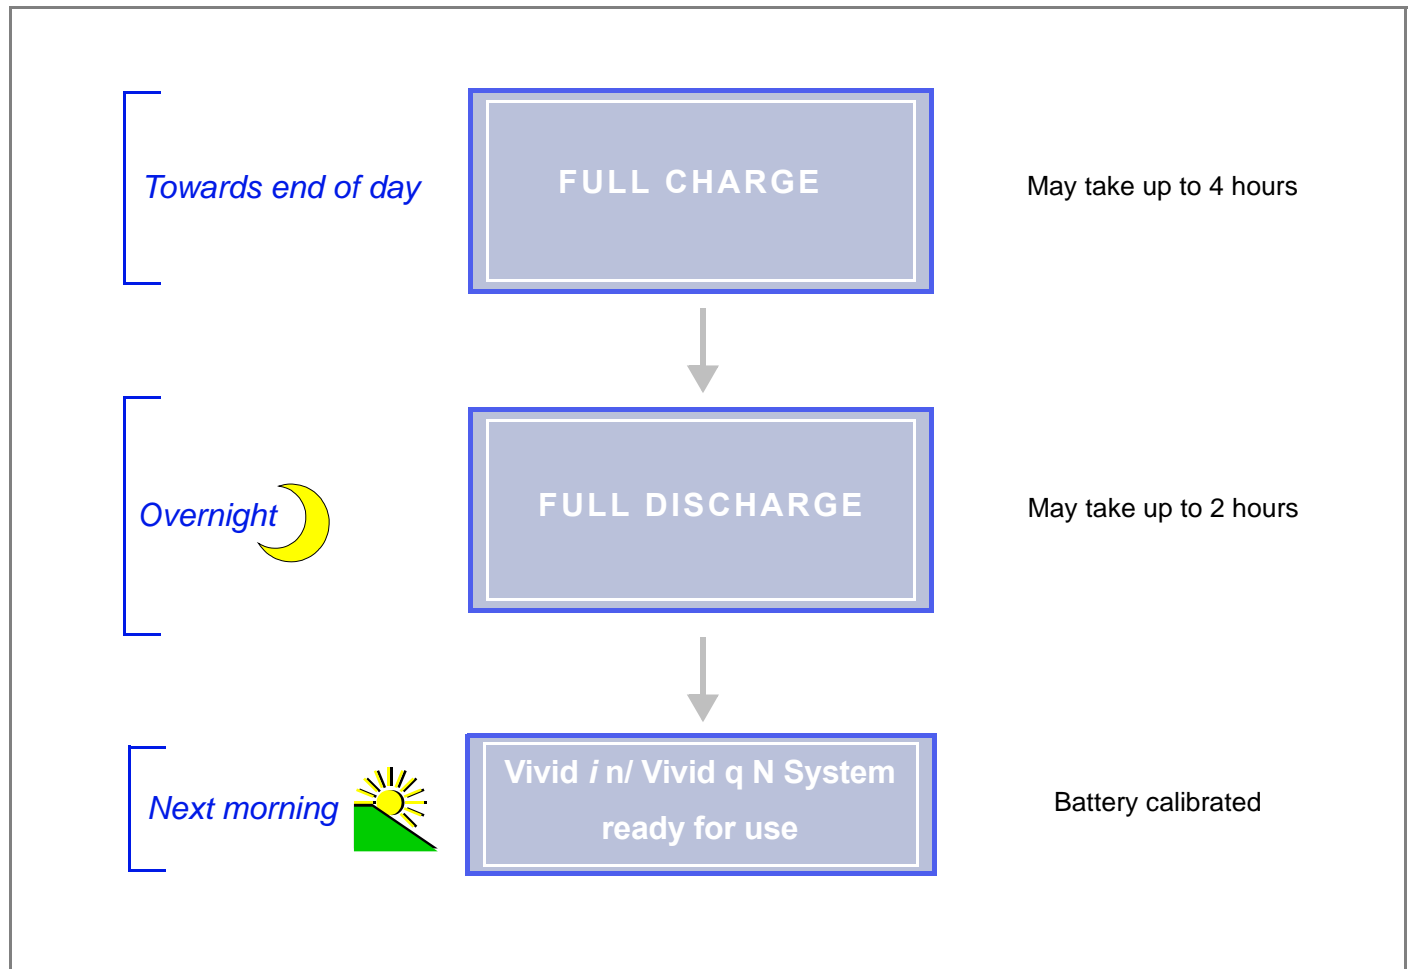 Towards end of day
FULL CHARGE
May take up to 4 hours
Overnight
FULL DISCHARGE
May take up to 2 hours
Next morning
Vivid i n/ Vivid q N System
ready for use
Battery calibrated